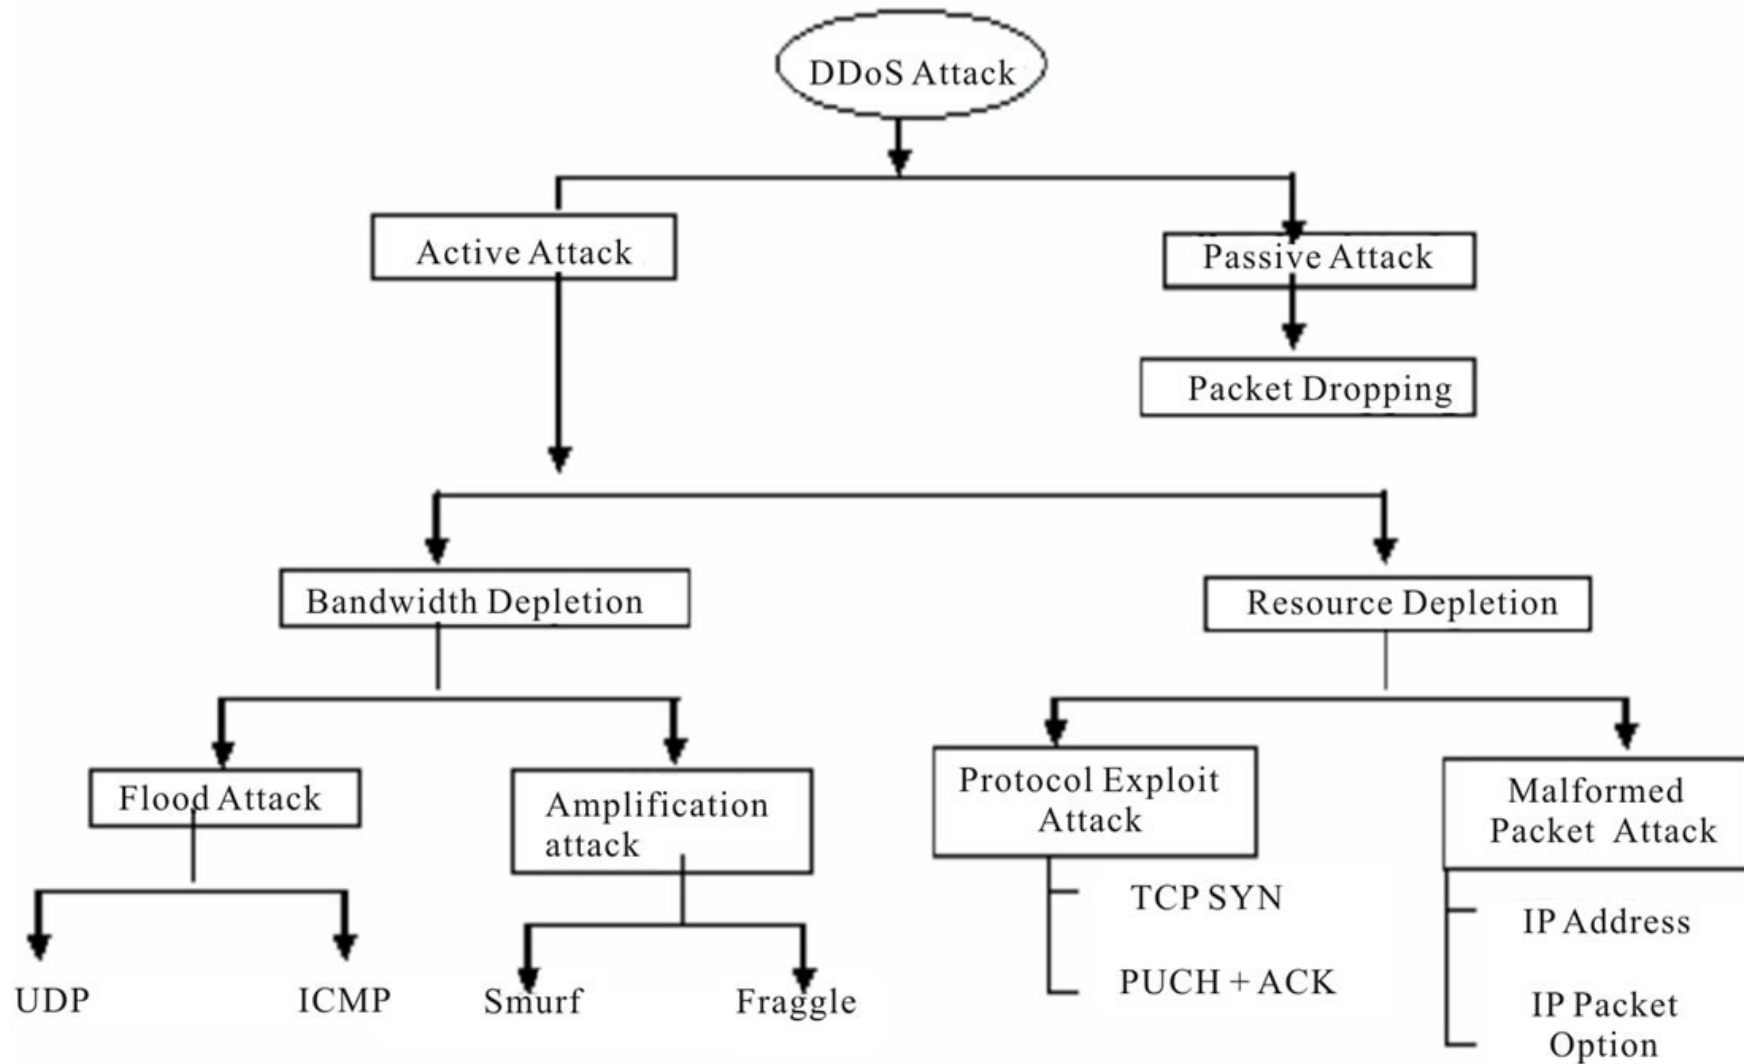 DDoS Attack
Active Attack
Passive Attack
Packet Dropping
Bandwidth Depletion
Resource Depletion
Flood Attack
Amplification
attack
Protocol Exploit
Attack
Malformed
Packet Attack
UDP
ICMP
Smurf
Fraggle
TCP SYN
PUCH + ACK
IP Address
IP Packet
Option